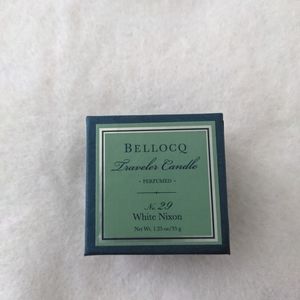 BELLOCQ
Traveler Candle
- PERFUMED -
No. 29
White Nixon
Net Wt. 1.25 oz/35 g